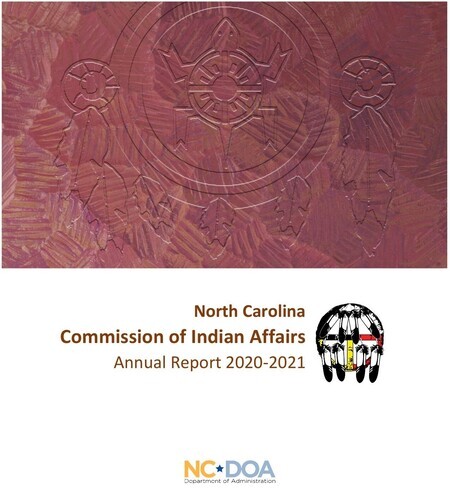 North Carolina
Commission of Indian Affairs
Annual Report 2020-2021
NC★DOA
Department of Administration